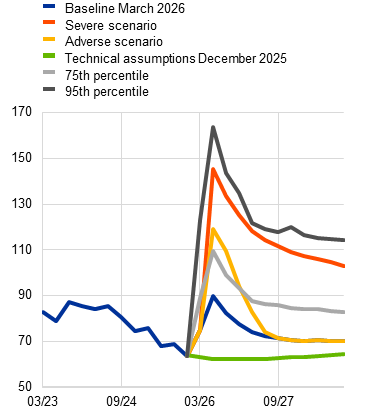 Baseline March 2026
Severe scenario
Adverse scenario
Technical assumptions December 2025
75th percentile
95th percentile
170
150
130
110
90
70
50
03/23
09/24
03/26
09/27